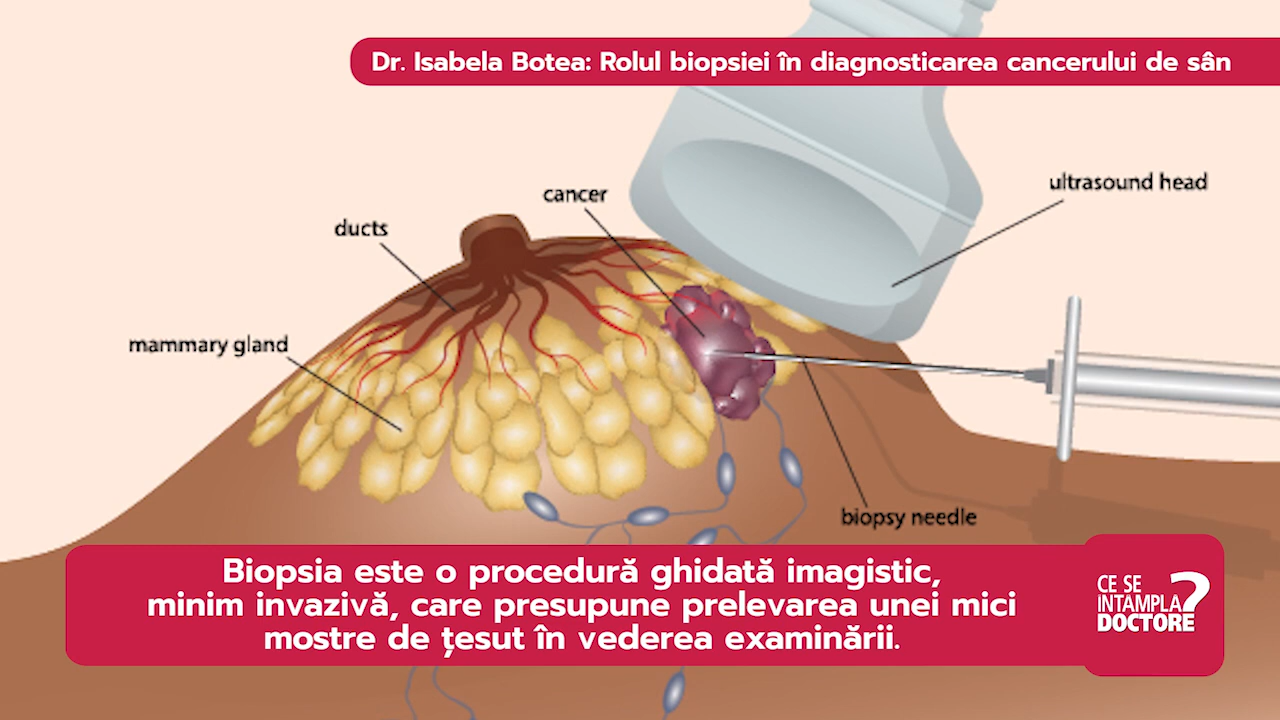 Dr. Isabela Botea: Rolul biopsiei în diagnosticarea cancerului de sân
ultrasound head
cancer
ducts
mammary gland
biopsy needle
Biopsia este o procedură ghidată imagistic,
minim invazivă, care presupune prelevarea unei mici
mostre de țesut în vederea examinării.
CE SE
INTAMPLA
DOCTORE?